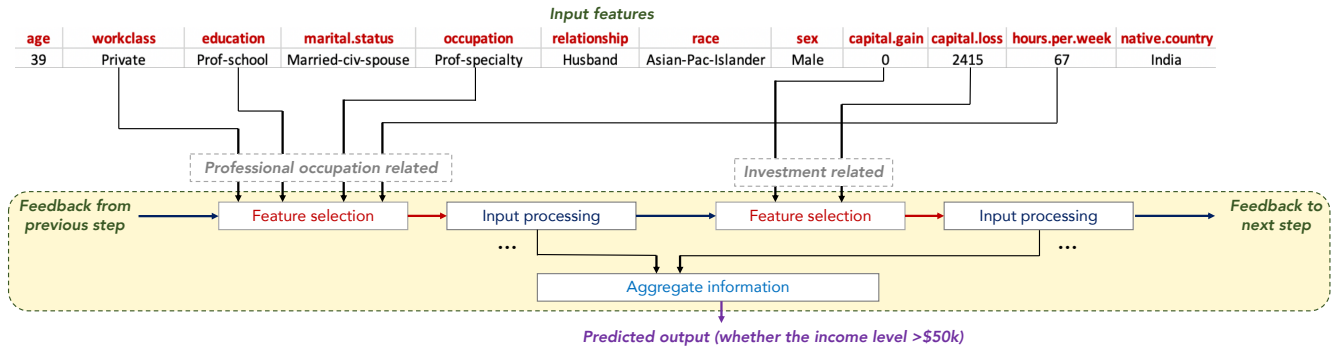 Input features
age workclass education marital.status occupation relationship race sex capital.gain capital.loss hours.per.week native.country
39 Private Prof-school Married-civ-spouse Prof-specialty Husband Asian-Pac-Islander Male 0 2415 67 India
Professional occupation related
Investment related
Feedback from
previous step
Feature selection
Input processing
Feature selection
Input processing
Feedback to
next step
...
...
Aggregate information
Predicted output (whether the income level >$50k)